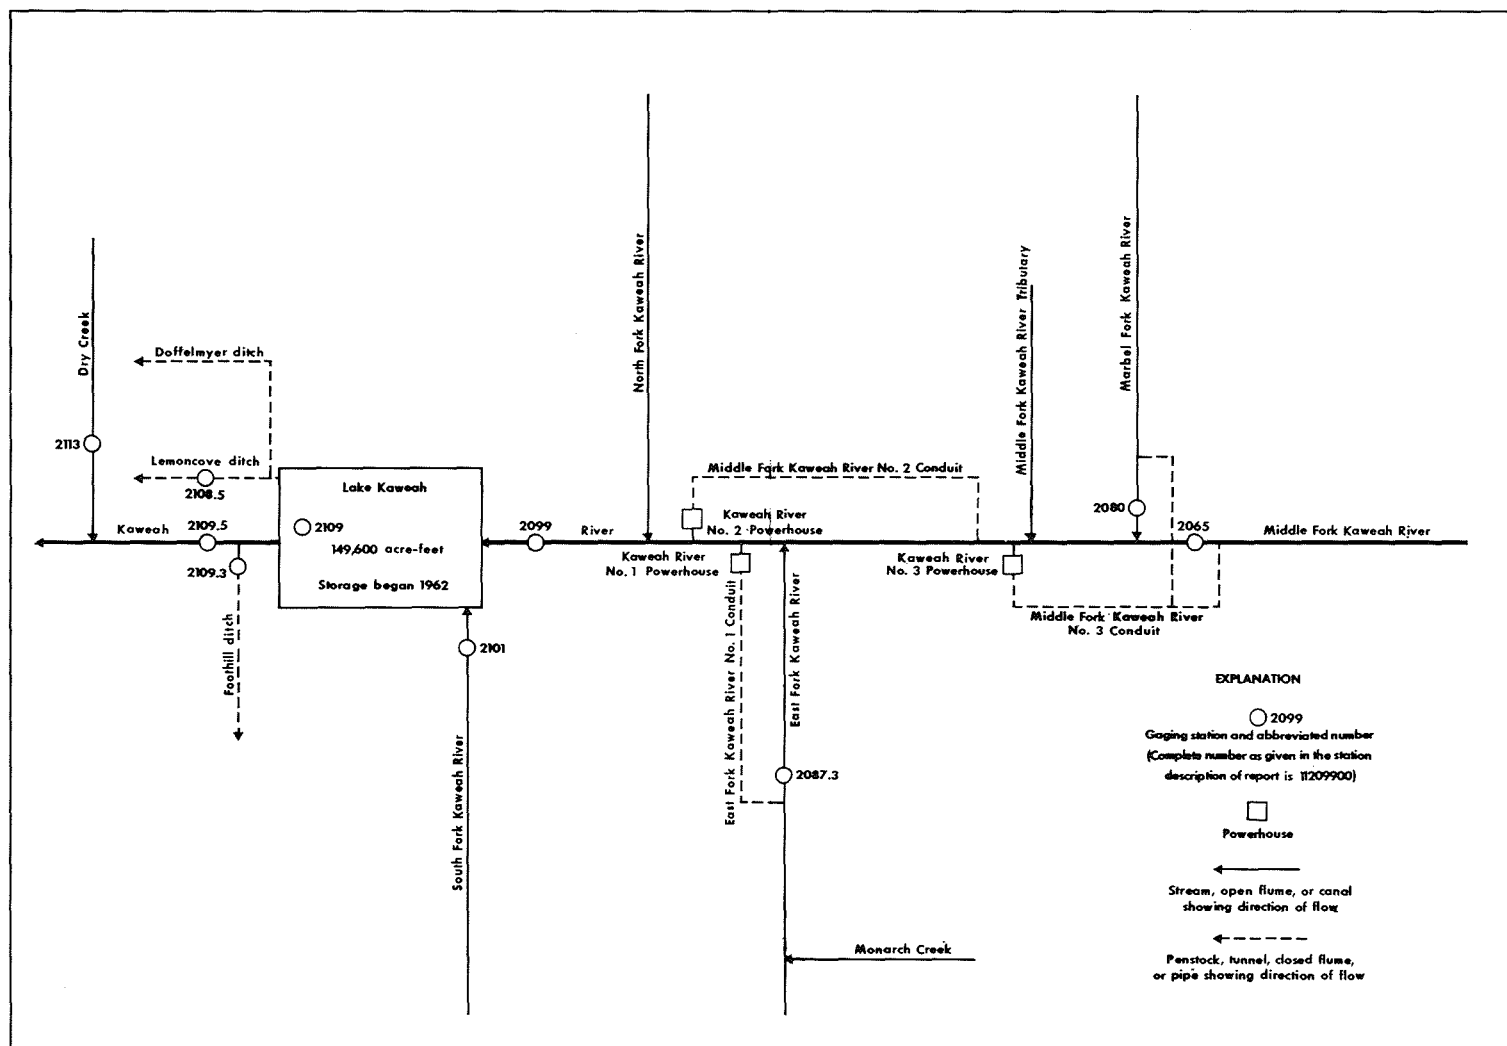 Dry Creek
Doffelmyer ditch
2113
Lemoncove ditch
2108.5
Kaweah
2109.5
2109.3
Foothill ditch
Lake Kaweah
2109
149,600 acre-feet
Storage began 1962
2101
South Fork Kaweah River
2099
River
North Fork Kaweah River
Middle Fork Kaweah River No. 2 Conduit
Kaweah River
No. 2 Powerhouse
Kaweah River
No. 1 Powerhouse
East Fork Kaweah River No. 1 Conduit
East Fork Kaweah River
2087.3
Monarch Creek
Middle Fork Kaweah River Tributary
Marbel Fork Kaweah River
2080
2065
Middle Fork Kaweah River
Kaweah River
No. 3 Powerhouse
Middle Fork Kaweah River
No. 3 Conduit
EXPLANATION
2099
Gaging station and abbreviated number
(Complete number as given in the station
description of report is 11209900)
Powerhouse
Stream, open flume, or canal
showing direction of flow
Penstock, tunnel, closed flume,
or pipe showing direction of flow